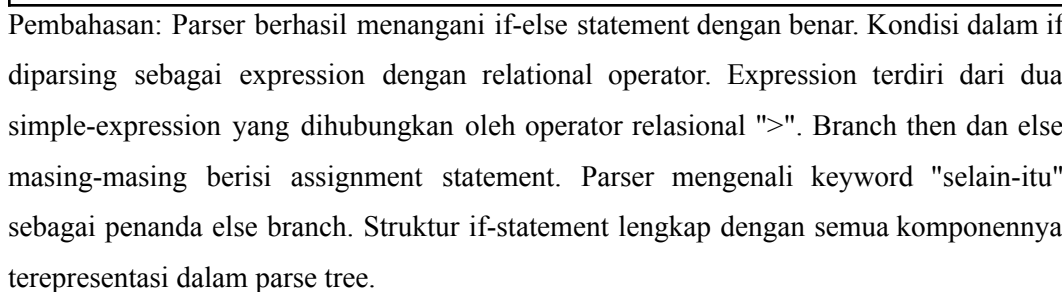 Pembahasan: Parser berhasil menangani if-else statement dengan benar. Kondisi dalam if
diparsing sebagai expression dengan relational operator. Expression terdiri dari dua
simple-expression yang dihubungkan oleh operator relasional ">". Branch then dan else
masing-masing berisi assignment statement. Parser mengenali keyword "selain-itu"
sebagai penanda else branch. Struktur if-statement lengkap dengan semua komponennya
terepresentasi dalam parse tree.